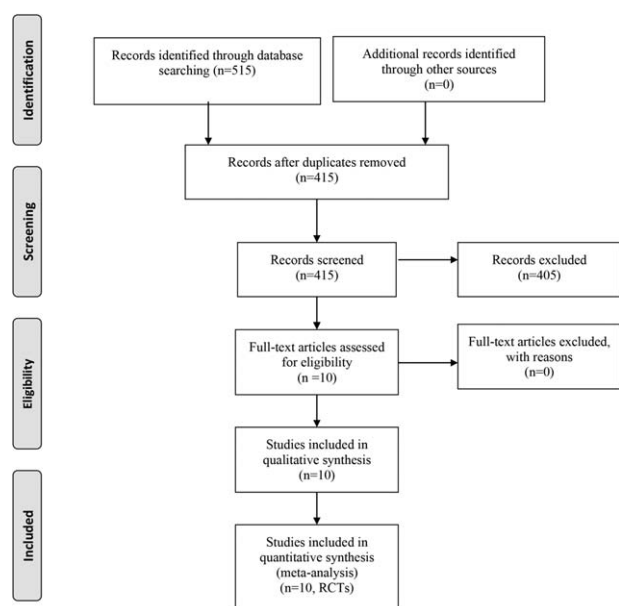 Identification
Records identified through database
searching (n=515)
Additional records identified
through other sources
(n=0)
Records after duplicates removed
(n=415)
Screening
Records screened
(n=415)
Records excluded
(n=405)
Eligibility
Full-text articles assessed
for eligibility
(n =10)
Full-text articles excluded,
with reasons
(n=0)
Studies included in
qualitative synthesis
(n=10)
Included
Studies included in
quantitative synthesis
(meta-analysis)
(n=10, RCTs)